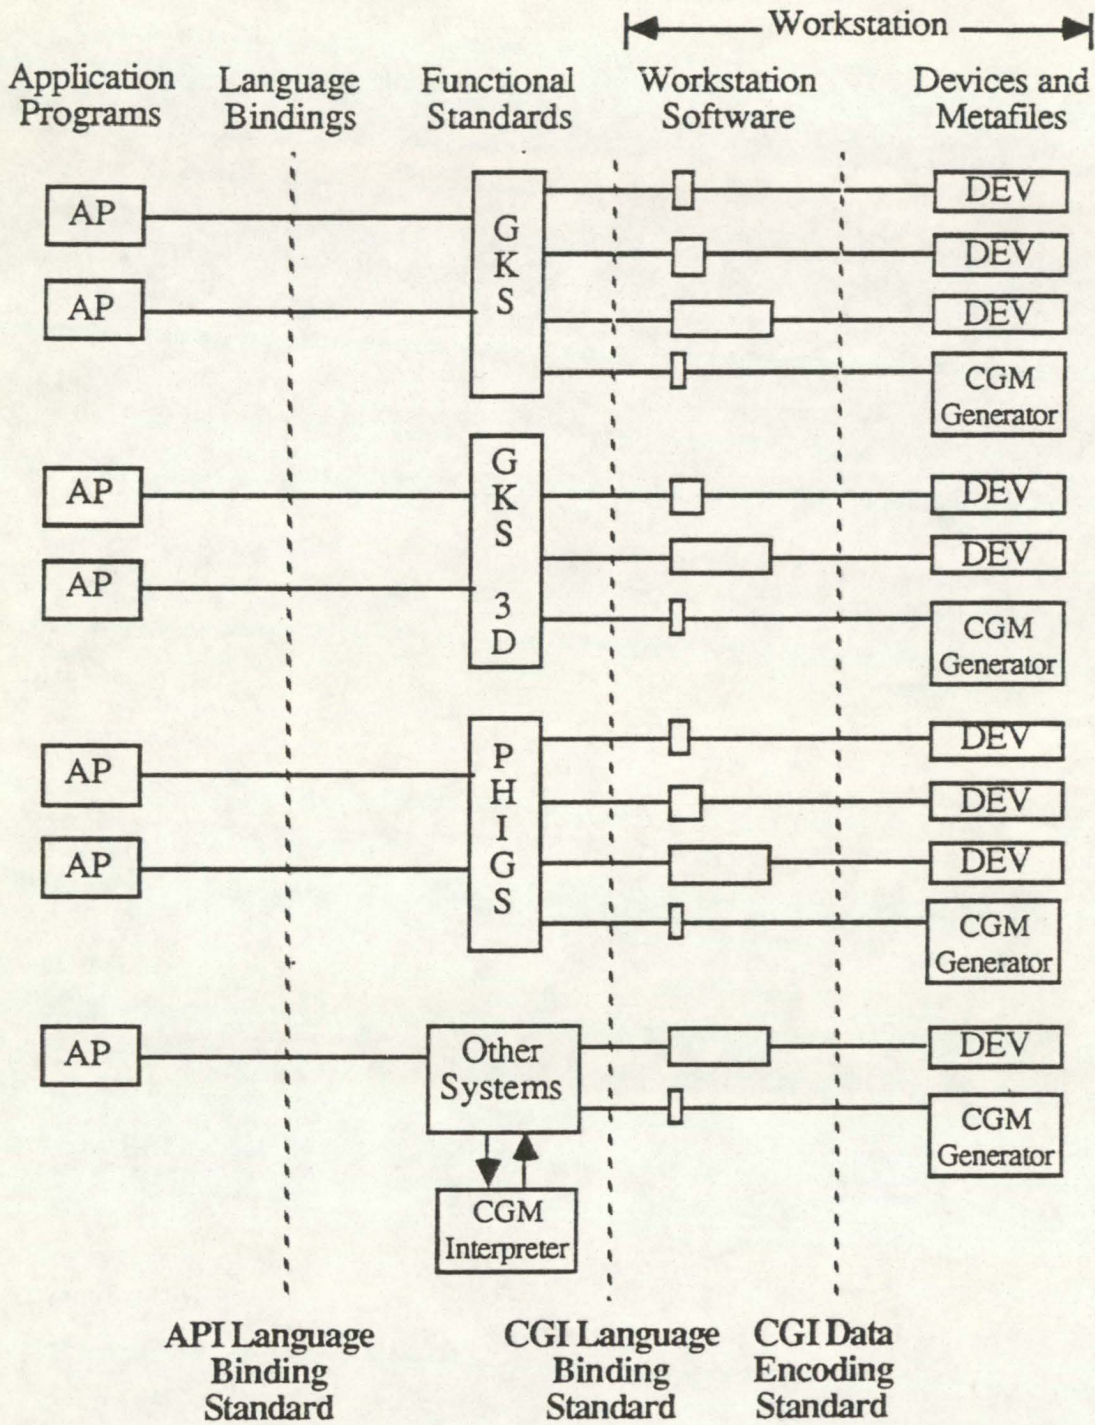 Workstation
Application
Programs
Language
Bindings
Functional
Standards
Workstation
Software
Devices and
Metafiles
AP
AP
G
K
S
DEV
DEV
DEV
CGM
Generator
AP
AP
G
K
S
3
D
DEV
DEV
CGM
Generator
AP
AP
P
H
I
G
S
DEV
DEV
DEV
CGM
Generator
AP
Other
Systems
CGM
Interpreter
DEV
CGM
Generator
API Language
Binding
Standard
CGI Language
Binding
Standard
CGI Data
Encoding
Standard